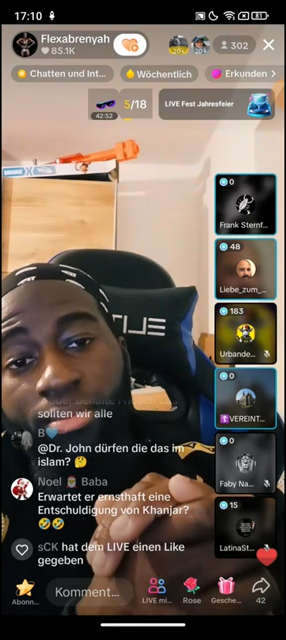 17:10
81
Flexabrenyah
85.1K
302
Chatten und Int...
Wöchentlich
Erkunden >
42:52
5/18
LIVE Fest Jahresfeier
0
Frank Sternf...
48
Liebe_zum_...
183
Urbande...
0
VEREINT...
0
Faby Na...
15
LatinaSt...
sollten wir alle
B
@Dr. John dürfen die das im
islam? 🤔
Noel Baba
Erwartet er ernsthaft eine
Entschuldigung von Khanjar?
🤣🤣
sCK hat dem LIVE einen Like
gegeben
Abonn...
Komment...
LIVE mi...
Rose
Gesche...
42